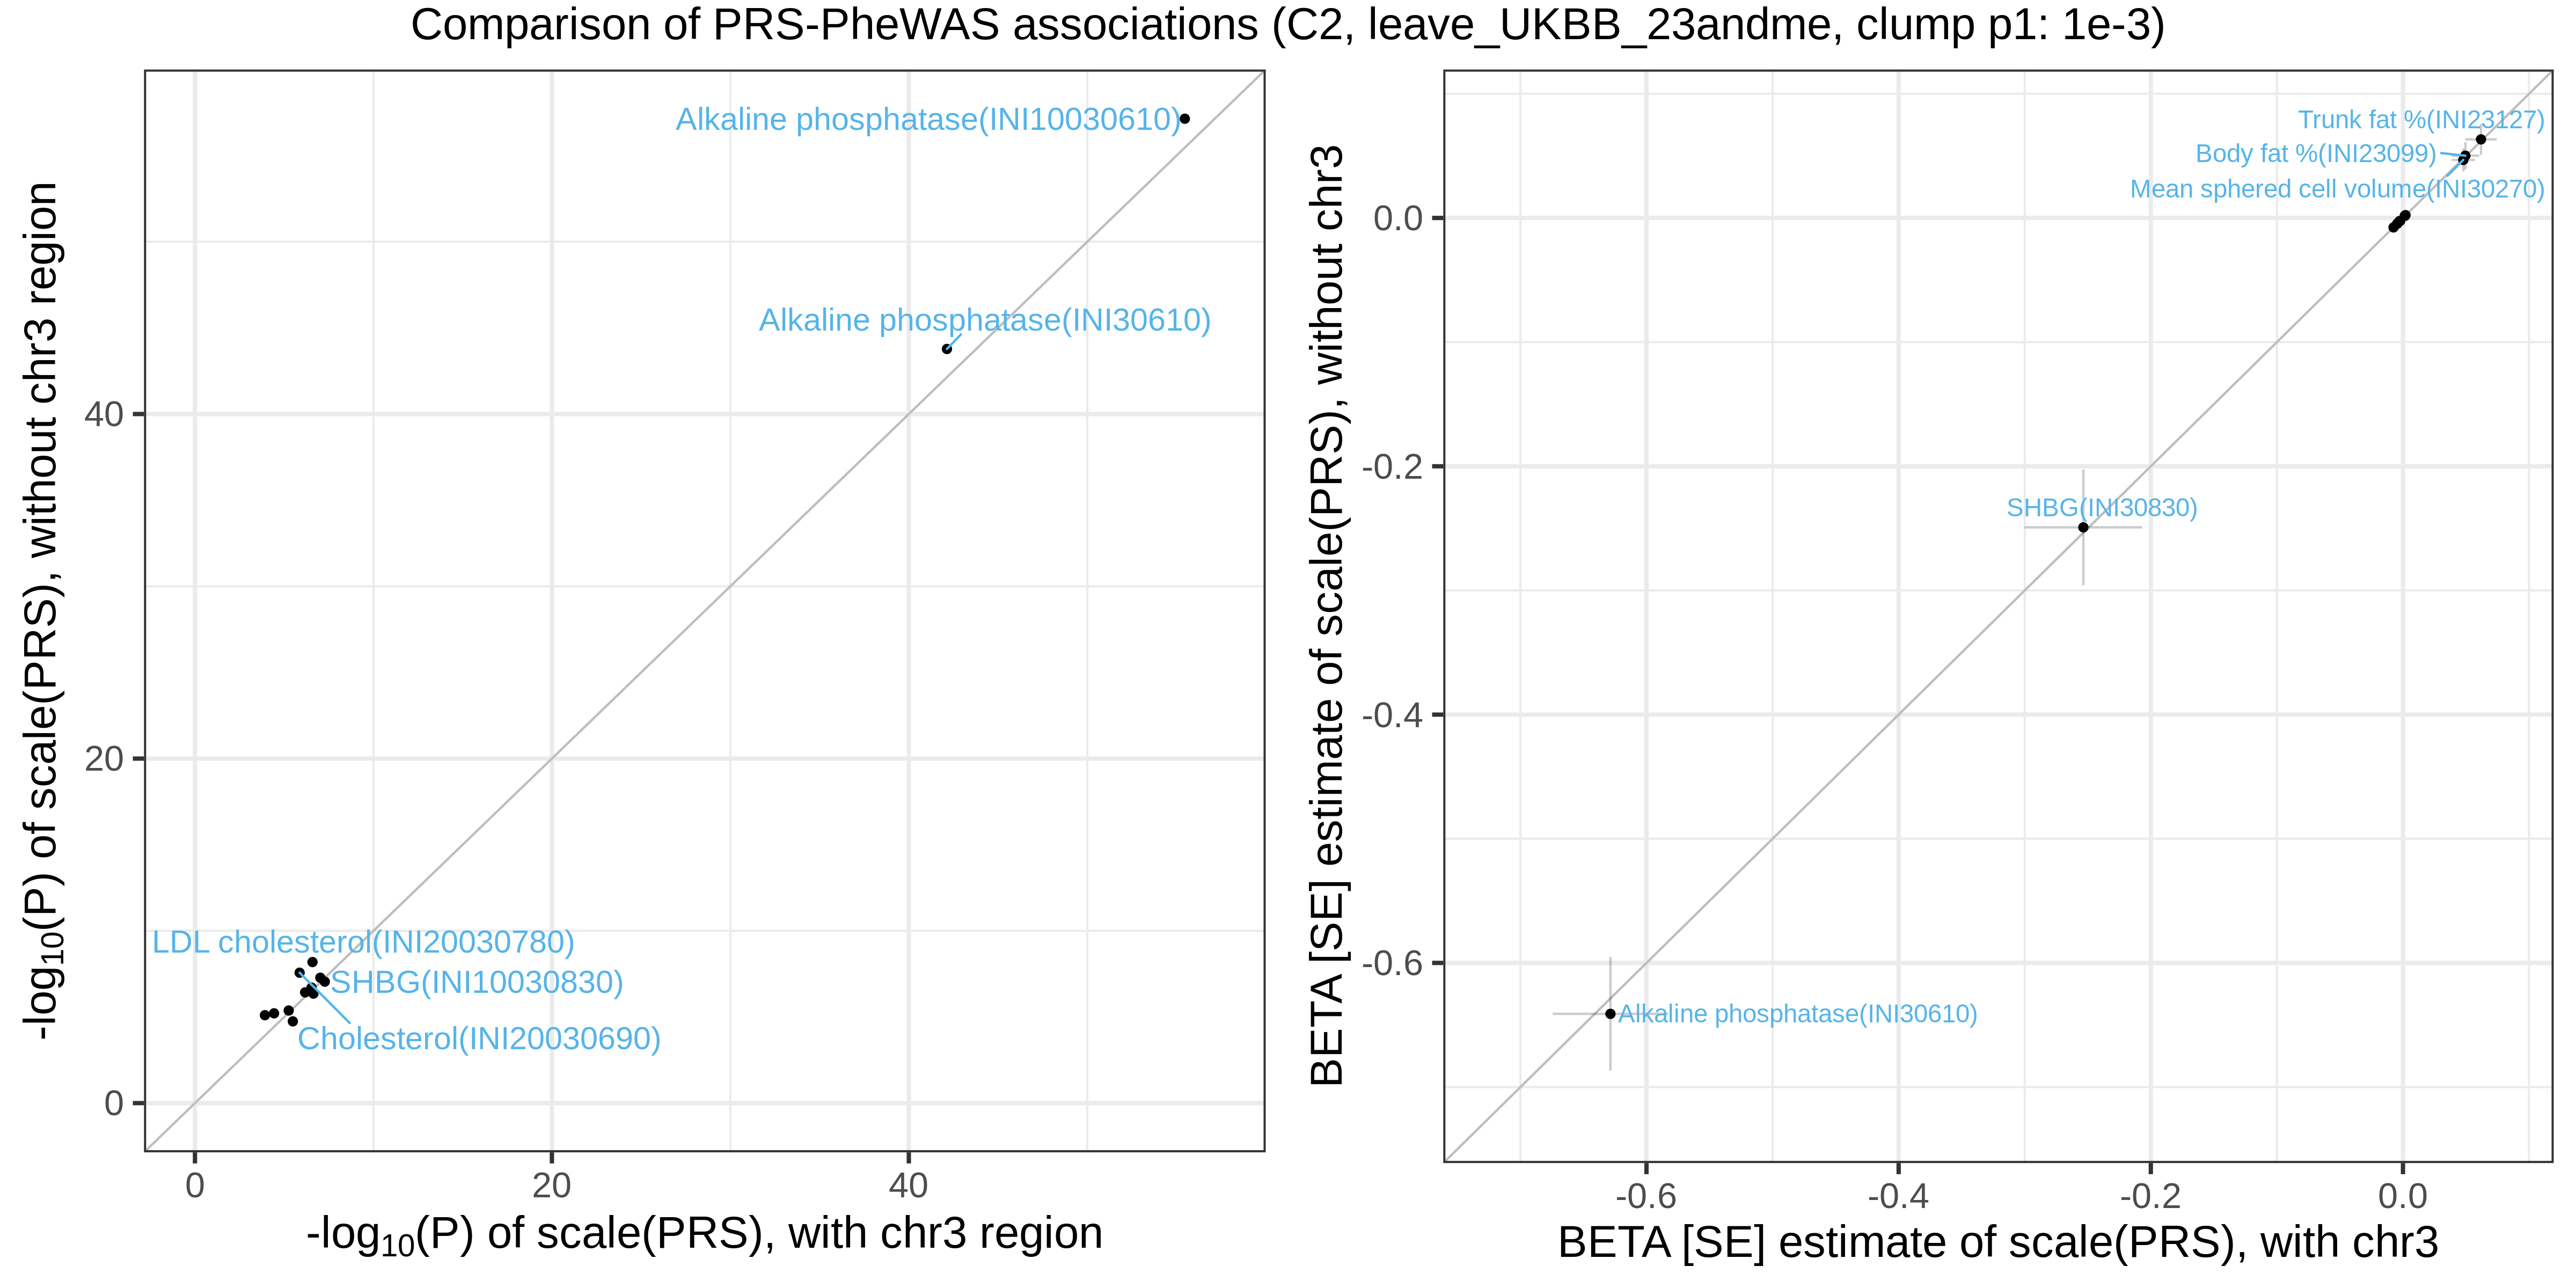 Comparison of PRS-PheWAS associations (C2, leave_UKBB_23andme, clump p1: 1e-3)
-log10(P) of scale(PRS), without chr3 region
40
20
0
Alkaline phosphatase(INI10030610)
Alkaline phosphatase(INI30610)
LDL cholesterol(INI20030780)
SHBG(INI10030830)
Cholesterol(INI20030690)
0
20
40
-log10(P) of scale(PRS), with chr3 region
BETA [SE] estimate of scale(PRS), without chr3
0.0
-0.2
-0.4
-0.6
Trunk fat %(INI23127)
Body fat %(INI23099)
Mean sphered cell volume(INI30270)
SHBG(INI30830)
Alkaline phosphatase(INI30610)
-0.6
-0.4
-0.2
0.0
BETA [SE] estimate of scale(PRS), with chr3